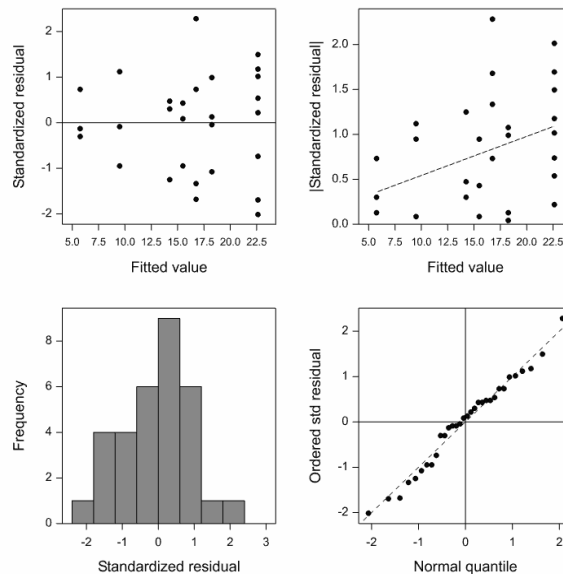 Standardized residual
2
1
0
-1
-2
5.0 7.5 10.0 12.5 15.0 17.5 20.0 22.5
Fitted value
|Standardized residual|
2.0
1.5
1.0
0.5
0.0
5.0 7.5 10.0 12.5 15.0 17.5 20.0 22.5
Fitted value
Frequency
8
6
4
2
0
-2 -1 0 1 2 3
Standardized residual
Ordered std residual
2
1
0
-1
-2
-2 -1 0 1 2
Normal quantile